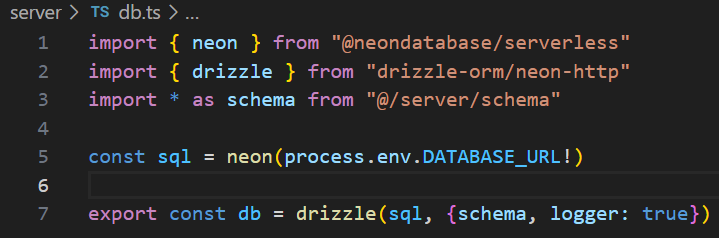 server > TS db.ts > ...
1 import { neon } from "@neondatabase/serverless"
2 import { drizzle } from "drizzle-orm/neon-http"
3 import * as schema from "@/server/schema"
4
5 const sql = neon(process.env.DATABASE_URL!)
6
7 export const db = drizzle(sql, {schema, logger: true})